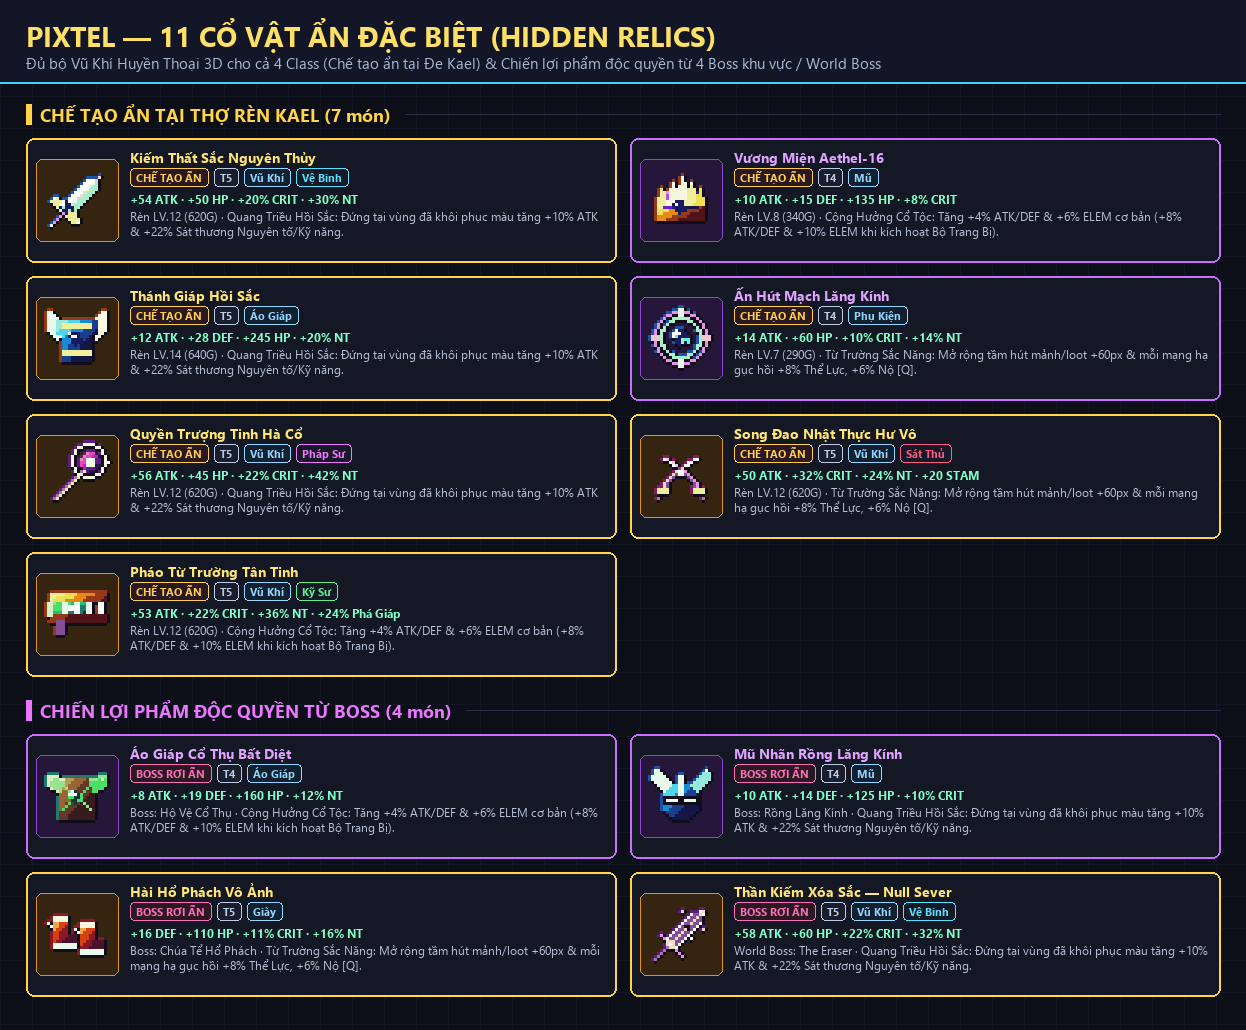 PIXTEL — 11 CỔ VẬT ẨN ĐẶC BIỆT (HIDDEN RELICS)
Đủ bộ Vũ Khí Huyền Thoại 3D cho cả 4 Class (Chế tạo ẩn tại Đe Kael) & Chiến lợi phẩm độc quyền từ 4 Boss khu vực / World Boss
CHẾ TẠO ẨN TẠI THỢ RÈN KAEL (7 món)
Kiếm Thất Sắc Nguyên Thủy
CHẾ TẠO ẨN T5 Vũ Khí Vệ Binh
+54 ATK · +50 HP · +20% CRIT · +30% NT
Rèn LV.12 (620G) · Quang Triều Hồi Sắc: Đứng tại vùng đã khôi phục màu tăng +10% ATK
& +22% Sát thương Nguyên tố/Kỹ năng.
Vương Miện Aethel-16
CHẾ TẠO ẨN T4 Mũ
+10 ATK · +15 DEF · +135 HP · +8% CRIT
Rèn LV.8 (340G) · Cộng Hưởng Cổ Tộc: Tăng +4% ATK/DEF & +6% ELEM cơ bản (+8%
ATK/DEF & +10% ELEM khi kích hoạt Bộ Trang Bị).
Thánh Giáp Hồi Sắc
CHẾ TẠO ẨN T5 Áo Giáp
+12 ATK · +28 DEF · +245 HP · +20% NT
Rèn LV.14 (640G) · Quang Triều Hồi Sắc: Đứng tại vùng đã khôi phục màu tăng +10% ATK
& +22% Sát thương Nguyên tố/Kỹ năng.
Ấn Hút Mạch Lăng Kính
CHẾ TẠO ẨN T4 Phụ Kiện
+14 ATK · +60 HP · +10% CRIT · +14% NT
Rèn LV.7 (290G) · Từ Trường Sắc Năng: Mở rộng tầm hút mảnh/loot +60px & mỗi mạng hạ
gục hồi +8% Thể Lực, +6% Nộ [Q].
Quyền Trượng Tinh Hà Cổ
CHẾ TẠO ẨN T5 Vũ Khí Pháp Sư
+56 ATK · +45 HP · +22% CRIT · +42% NT
Rèn LV.12 (620G) · Quang Triều Hồi Sắc: Đứng tại vùng đã khôi phục màu tăng +10% ATK
& +22% Sát thương Nguyên tố/Kỹ năng.
Song Đao Nhật Thực Hư Vô
CHẾ TẠO ẨN T5 Vũ Khí Sát Thủ
+50 ATK · +32% CRIT · +24% NT · +20 STAM
Rèn LV.12 (620G) · Từ Trường Sắc Năng: Mở rộng tầm hút mảnh/loot +60px & mỗi mạng
hạ gục hồi +8% Thể Lực, +6% Nộ [Q].
Pháo Từ Trường Tân Tinh
CHẾ TẠO ẨN T5 Vũ Khí Kỹ Sư
+53 ATK · +22% CRIT · +36% NT · +24% Phá Giáp
Rèn LV.12 (620G) · Cộng Hưởng Cổ Tộc: Tăng +4% ATK/DEF & +6% ELEM cơ bản (+8%
ATK/DEF & +10% ELEM khi kích hoạt Bộ Trang Bị).
CHIẾN LỢI PHẨM ĐỘC QUYỀN TỪ BOSS (4 món)
Áo Giáp Cổ Thụ Bất Diệt
BOSS RƠI ẨN T4 Áo Giáp
+8 ATK · +19 DEF · +160 HP · +12% NT
Boss: Hộ Vệ Cổ Thụ · Cộng Hưởng Cổ Tộc: Tăng +4% ATK/DEF & +6% ELEM cơ bản (+8%
ATK/DEF & +10% ELEM khi kích hoạt Bộ Trang Bị).
Mũ Nhãn Rồng Lăng Kính
BOSS RƠI ẨN T4 Mũ
+10 ATK · +14 DEF · +125 HP · +10% CRIT
Boss: Rồng Lăng Kính · Quang Triều Hồi Sắc: Đứng tại vùng đã khôi phục màu tăng +10%
ATK & +22% Sát thương Nguyên tố/Kỹ năng.
Hài Hổ Phách Vô Ảnh
BOSS RƠI ẨN T5 Giày
+16 DEF · +110 HP · +11% CRIT · +16% NT
Boss: Chúa Tể Hổ Phách · Từ Trường Sắc Năng: Mở rộng tầm hút mảnh/loot +60px & mỗi
mạng hạ gục hồi +8% Thể Lực, +6% Nộ [Q].
Thần Kiếm Xóa Sắc — Null Sever
BOSS RƠI ẨN T5 Vũ Khí Vệ Binh
+58 ATK · +60 HP · +22% CRIT · +32% NT
World Boss: The Eraser · Quang Triều Hồi Sắc: Đứng tại vùng đã khôi phục màu tăng +10%
ATK & +22% Sát thương Nguyên tố/Kỹ năng.